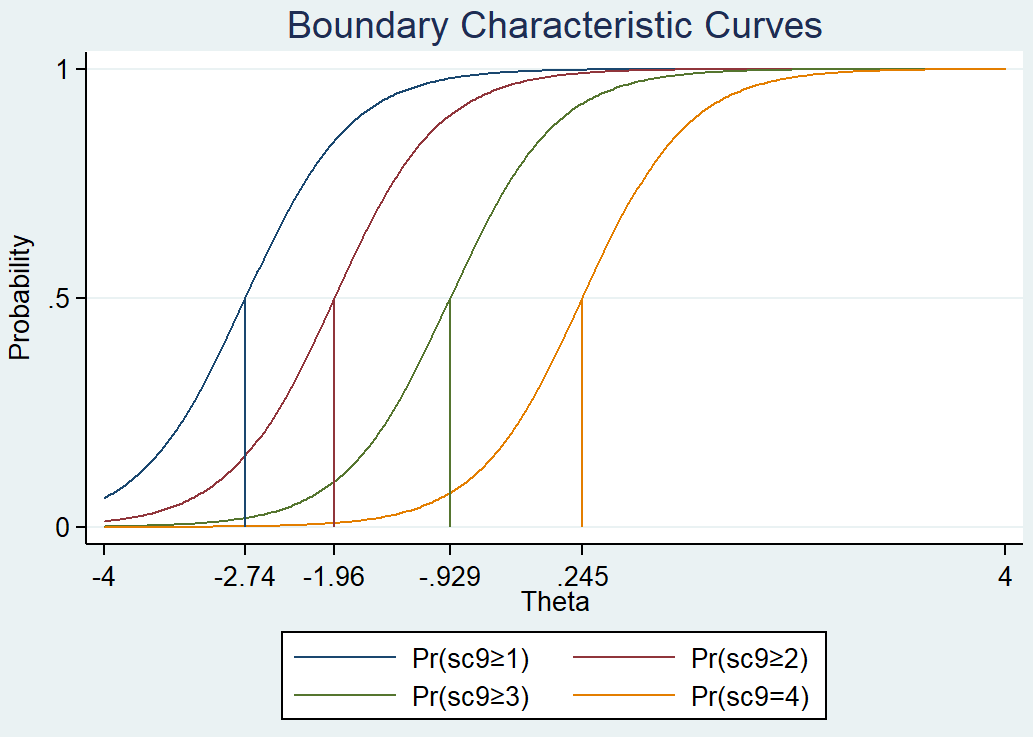 Boundary Characteristic Curves
1
.5
0
Probability
-4 -2.74 -1.96 -.929 .245 4
Theta
Pr(sc9≥1) Pr(sc9≥2)
Pr(sc9≥3) Pr(sc9=4)